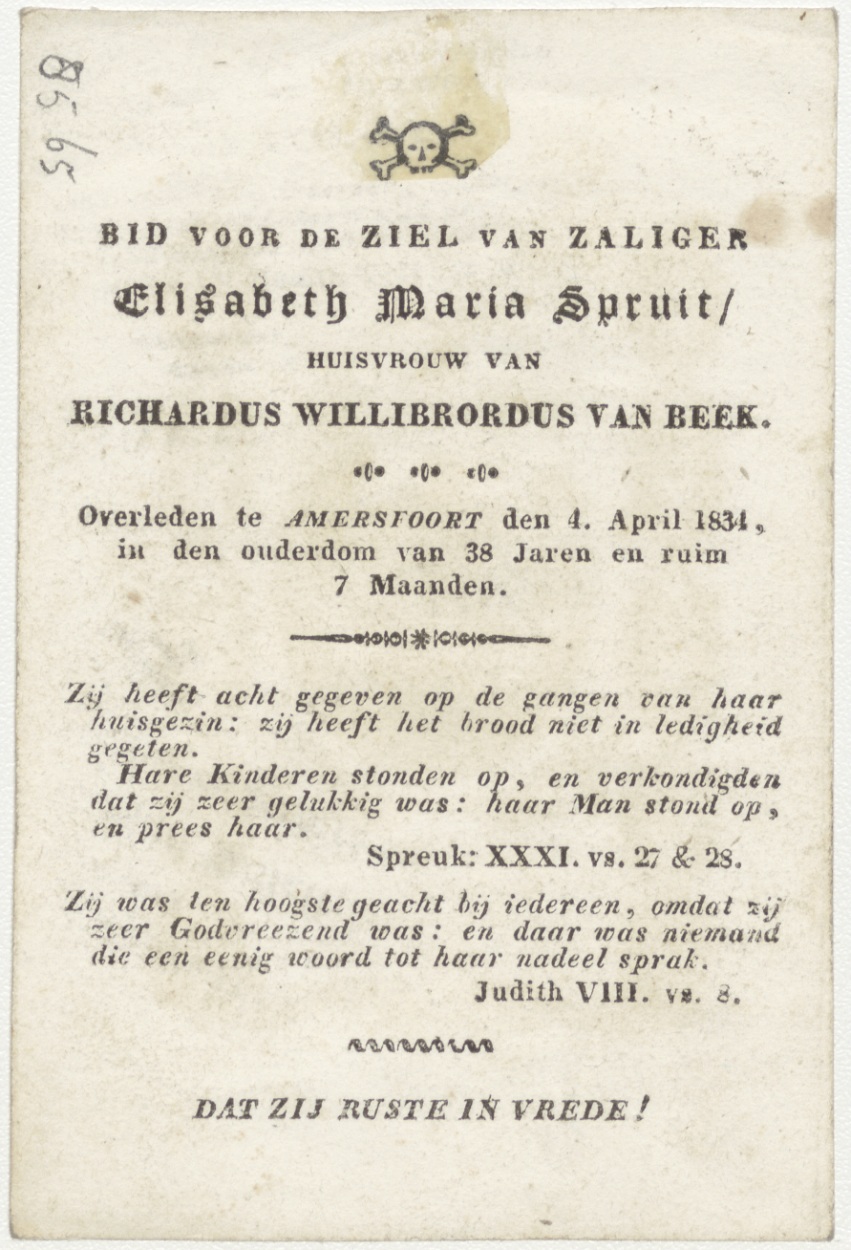 85 65
BID VOOR DE ZIEL VAN ZALIGER
Elisabeth Maria Spruit/
HUISVROUW VAN
RICHARDUS WILLIBRORDUS VAN BEEK.
Overleden te AMERSFOORT den 4. April 1834,
in den ouderdom van 38 Jaren en ruim
7 Maanden.
Zij heeft acht gegeven op de gangen van haar
huisgezin: zij heeft het brood niet in ledigheid
gegeten.
Hare Kinderen stonden op, en verkondigden
dat zij zeer gelukkig was: haar Man stond op,
en prees haar.
Spreuk: XXXI. vs. 27 & 28.
Zij was ten hoogste geacht bij iedereen, omdat zij
zeer Godvreezend was: en daar was niemand
die een eenig woord tot haar nadeel sprak.
Judith VIII. vs. 8.
DAT ZIJ RUSTE IN VREDE!